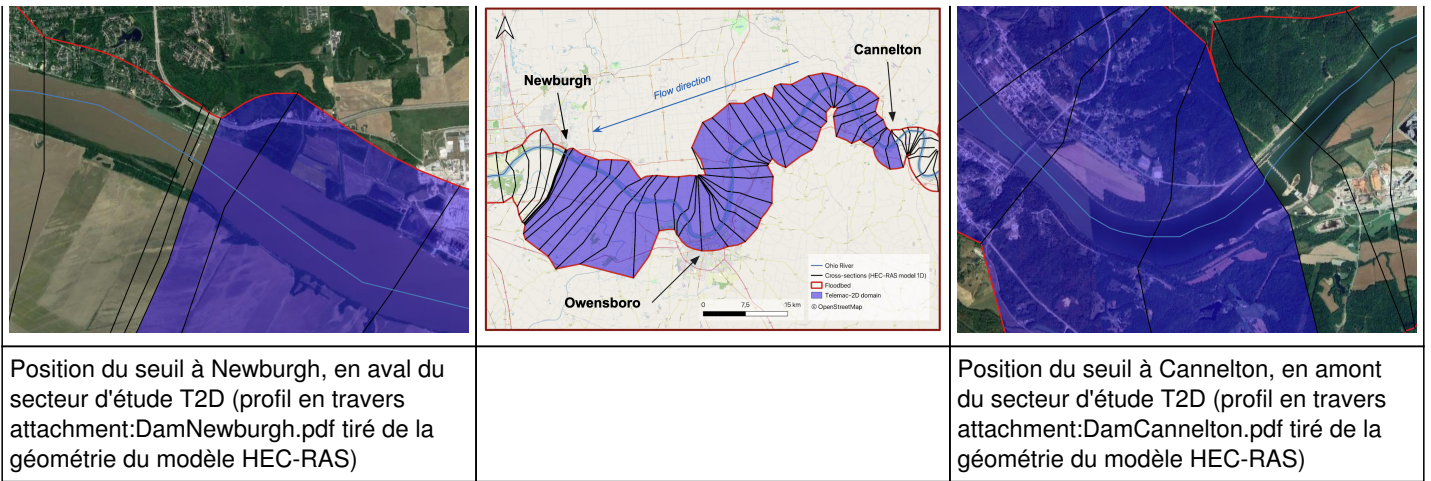 Newburgh
Flow direction
Cannelton
Owensboro
Ohio River
Cross-sections (HEC-RAS model 1D)
Floodbed
Telemac-2D domain
© OpenStreetMap
0 7,5 15 km
Position du seuil à Newburgh, en aval du
secteur d'étude T2D (profil en travers
attachment:DamNewburgh.pdf tiré de la
géométrie du modèle HEC-RAS)
Position du seuil à Cannelton, en amont
du secteur d'étude T2D (profil en travers
attachment:DamCannelton.pdf tiré de la
géométrie du modèle HEC-RAS)